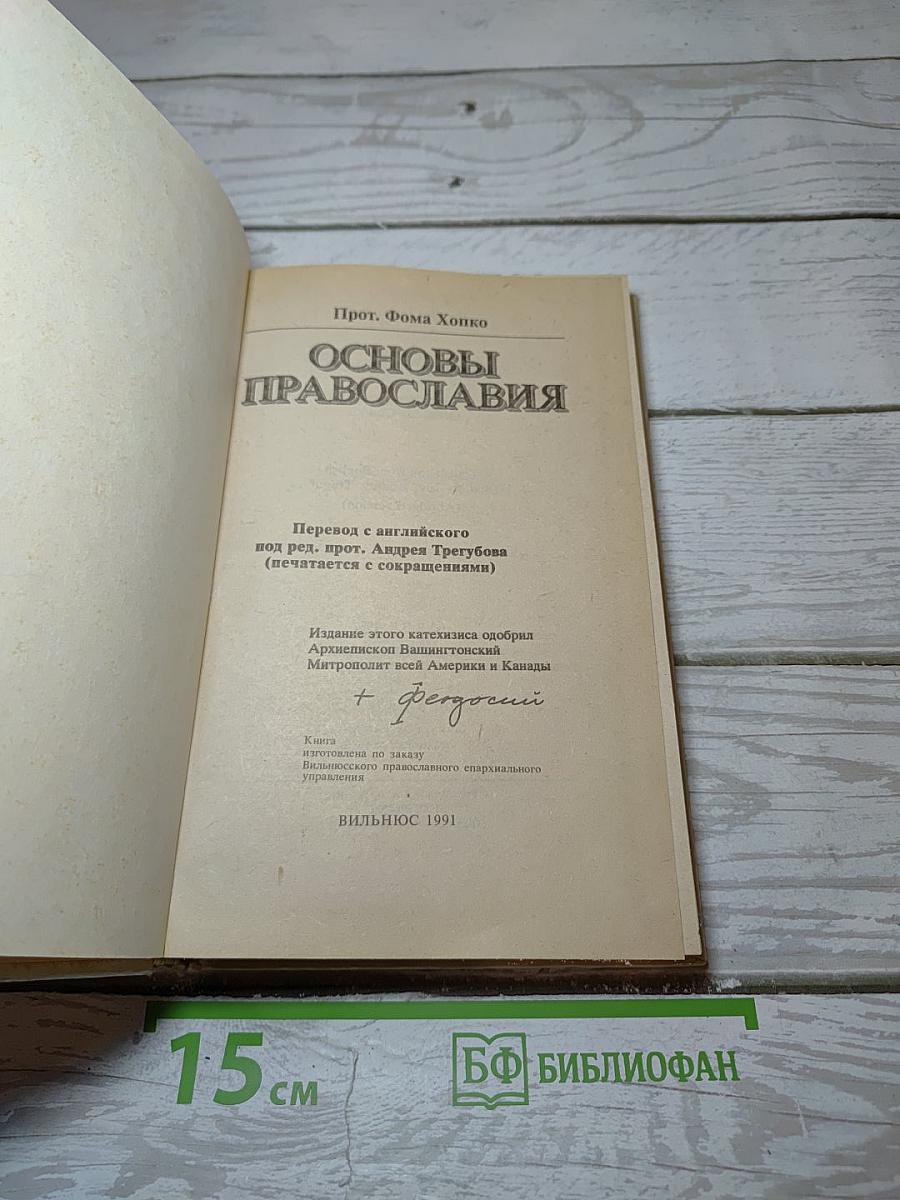 Прот. Фома Хопко
ОСНОВЫ
ПРАВОСЛАВИЯ
Перевод с английского
под ред. прот. Андрея Трегубова
(печатается с сокращениями)
Издание этого катехизиса одобрил
Архиепископ Вашингтонский
Митрополит всей Америки и Канады
+ Феодосий
Книга
изготовлена по заказу
Вильнюсского православного епархиального
управления
ВИЛЬНЮС 1991
15 см
БФ БИБЛИОФАН